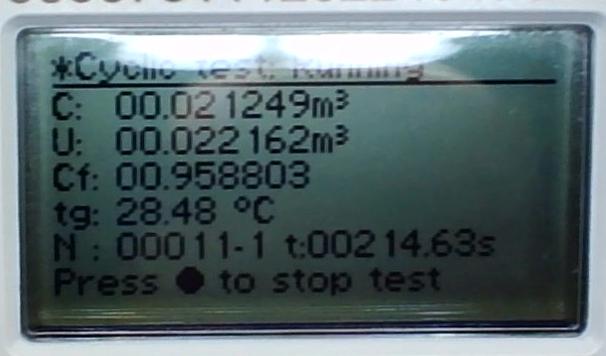 *Cyclic test: Running
C: 00.021249m³
U: 00.022162m³
Cf: 00.958803
tg: 28.48 °C
N : 00011-1 t:00214.63s
Press ● to stop test